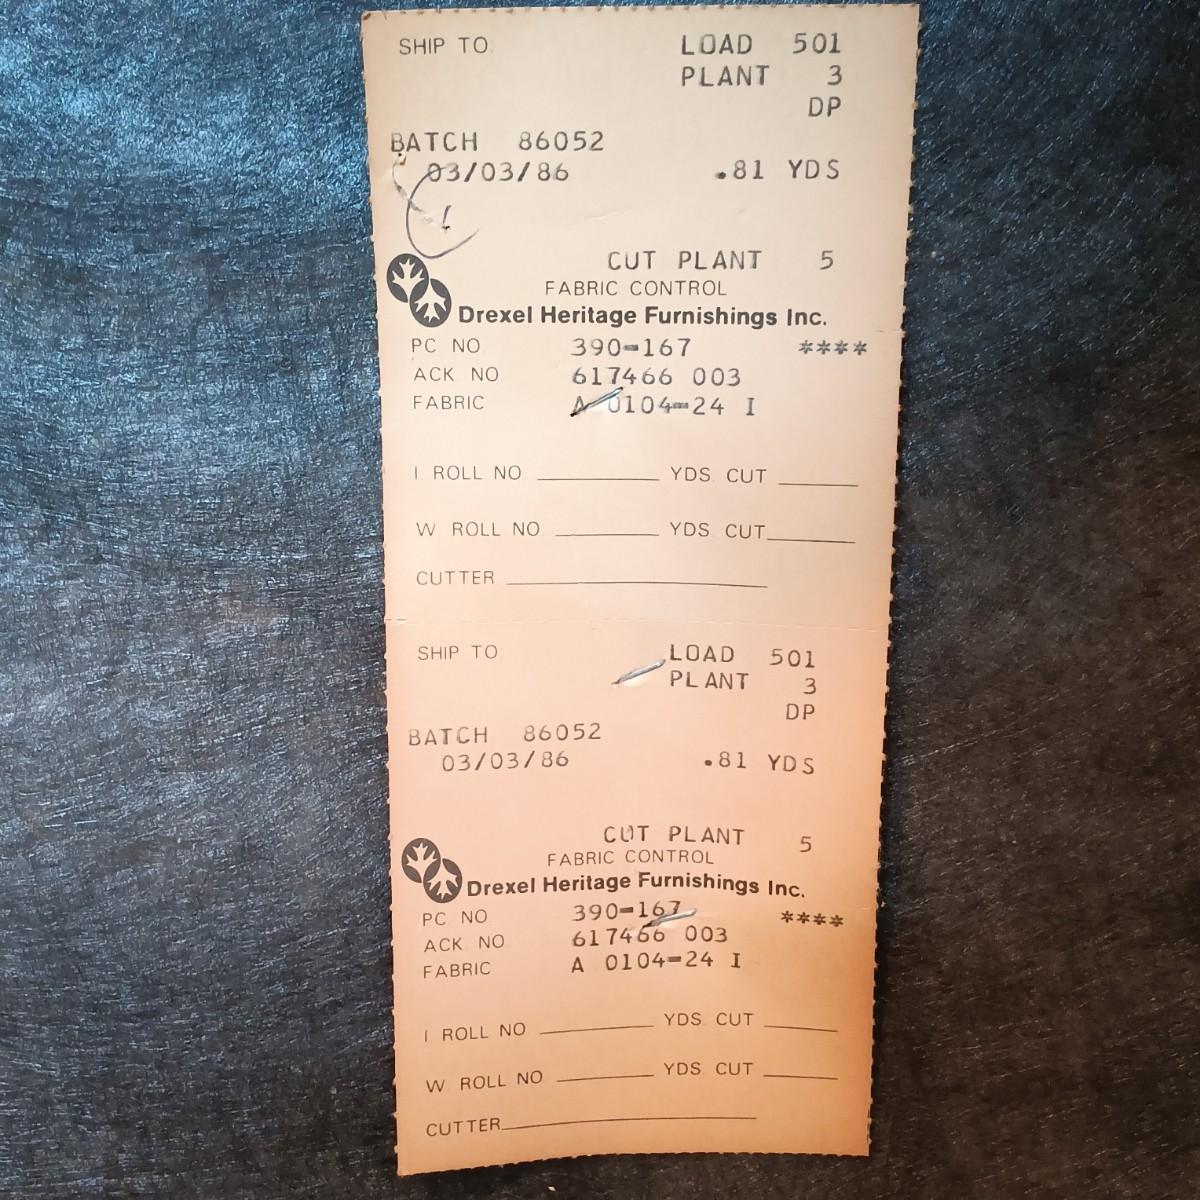 SHIP TO LOAD 501
PLANT 3
DP
BATCH 86052
03/03/86 .81 YDS
CUT PLANT 5
FABRIC CONTROL
Drexel Heritage Furnishings Inc.
PC NO 390-167 ****
ACK NO 617466 003
FABRIC A 0104-24 I
I ROLL NO YDS CUT
W ROLL NO YDS CUT
CUTTER
SHIP TO LOAD 501
PLANT 3
DP
BATCH 86052
03/03/86 .81 YDS
CUT PLANT 5
FABRIC CONTROL
Drexel Heritage Furnishings Inc.
PC NO 390-167 ****
ACK NO 617466 003
FABRIC A 0104-24 I
I ROLL NO YDS CUT
W ROLL NO YDS CUT
CUTTER